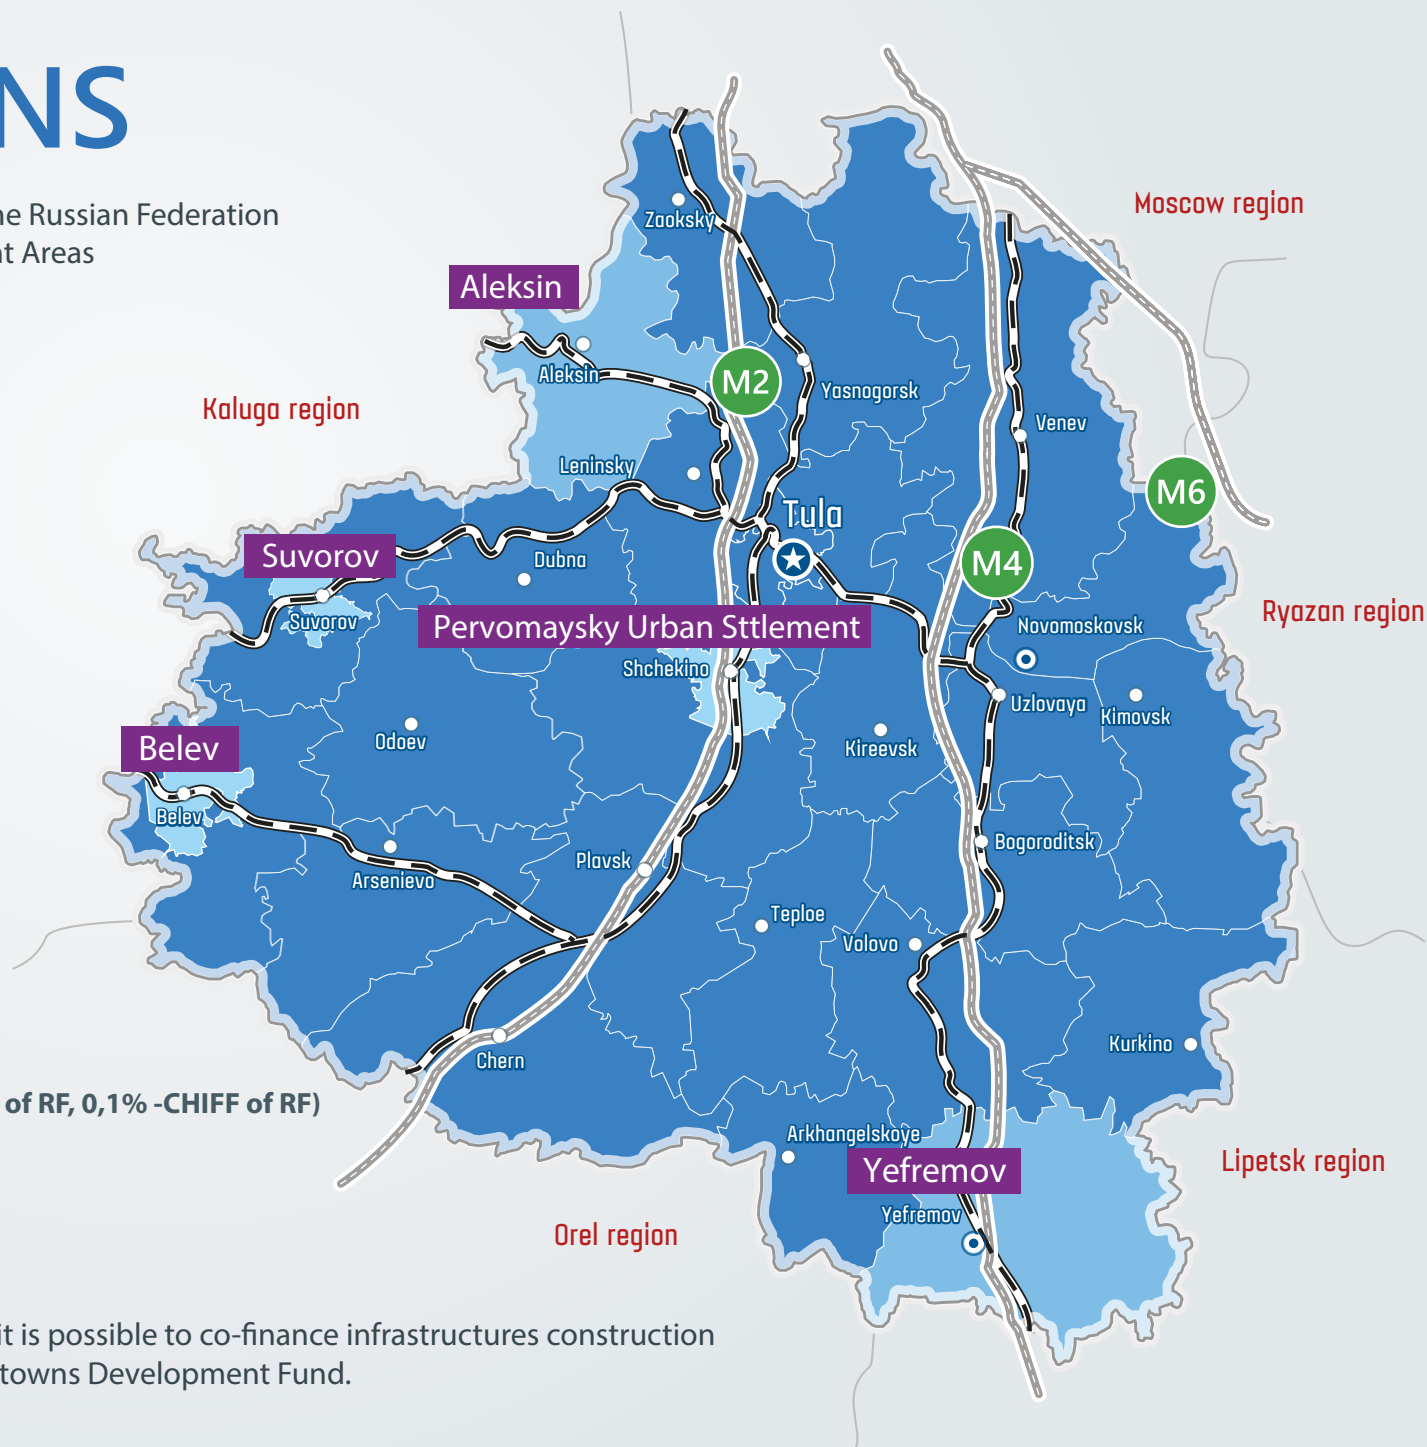 NS
ne Russian Federation
nt Areas
Moscow region
Zaoksky
Aleksin
Aleksin
M2
Yasnogorsk
Kaluga region
Venev
Leninsky
M6
Tula
Suvorov
Dubna
M4
Suvorov
Pervomaysky Urban Sttlement
Novomoskovsk
Ryazan region
Shchekino
Uzlovaya
Kimovsk
Odoev
Kireevsk
Belev
Belev
Bogoroditsk
Plavsk
Arsenievo
Teploe
Volovo
Kurkino
Chern
of RF, 0,1% -CHIFF of RF)
Arkhangelskoye
Yefremov
Lipetsk region
Yefremov
Orel region
it is possible to co-finance infrastructures construction
towns Development Fund.